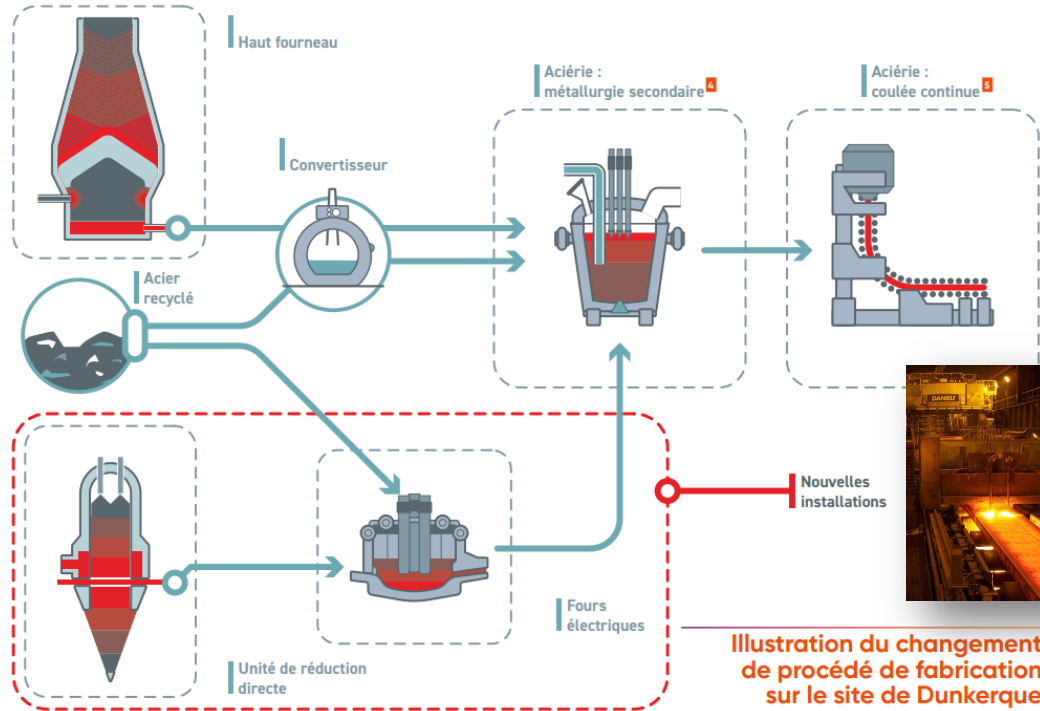 Haut fourneau
Aciérie :
métallurgie secondaire 4
Aciérie :
coulée continue 5
Convertisseur
Acier
recyclé
DANIELI
Nouvelles
installations
Fours
électriques
Unité de réduction
directe
Illustration du changement
de procédé de fabrication
sur le site de Dunkerque